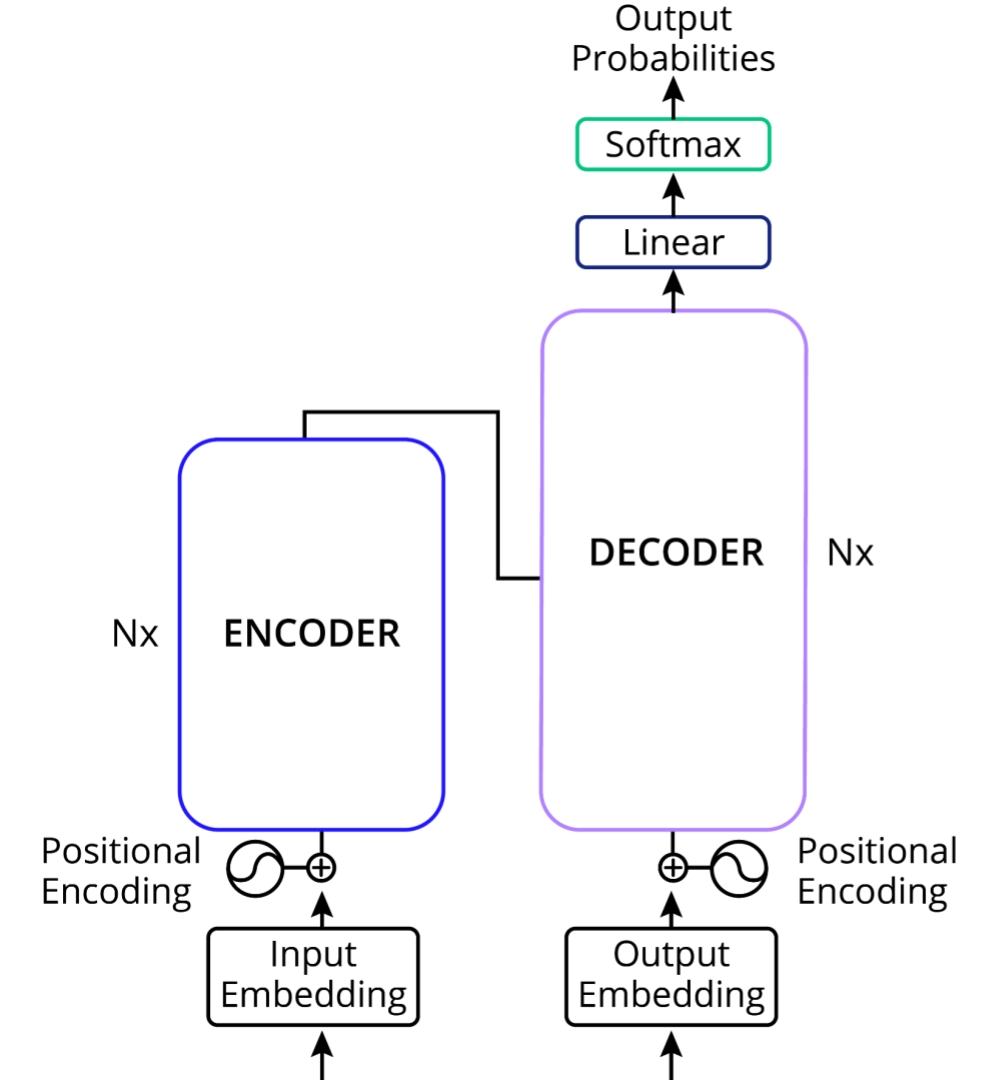 Output
Probabilities
Softmax
Linear
DECODER
Nx
Nx
ENCODER
Positional
Encoding
Positional
Encoding
Input
Embedding
Output
Embedding